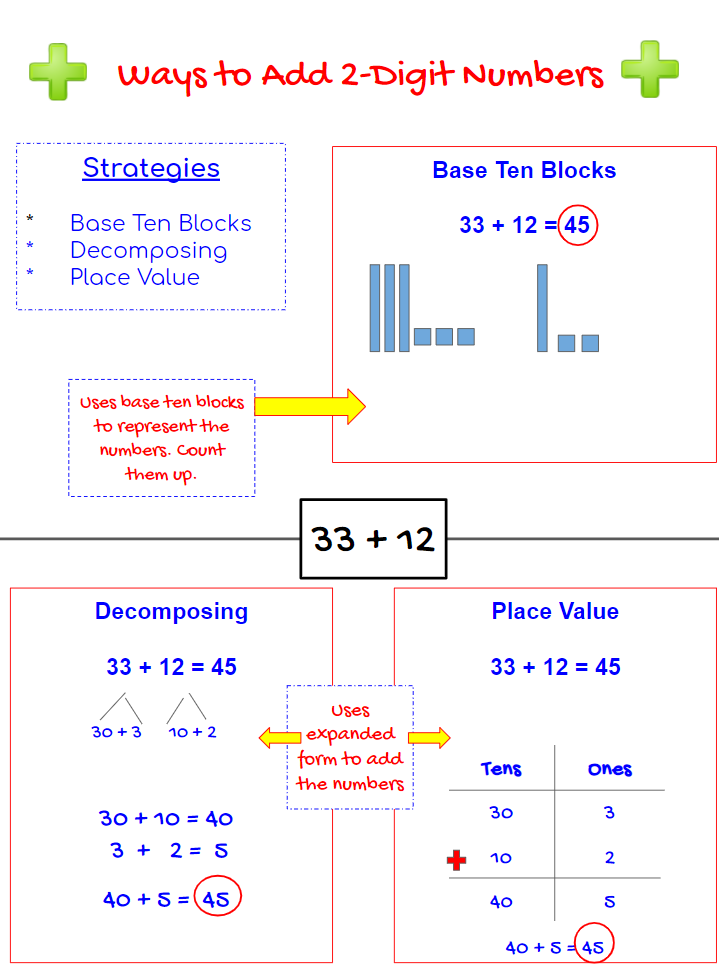 Ways to Add 2-Digit Numbers
Strategies
* Base Ten Blocks
* Decomposing
* Place Value
Base Ten Blocks
33 + 12 = 45
Uses base ten blocks
to represent the
numbers. Count
them up.
33 + 12
Decomposing
33 + 12 = 45
30 + 3 10 + 2
30 + 10 = 40
3 + 2 = 5
40 + 5 = 45
Uses
expanded
form to add
the numbers
Place Value
33 + 12 = 45
Tens Ones
30 3
10 2
40 5
40 + 5 = 45